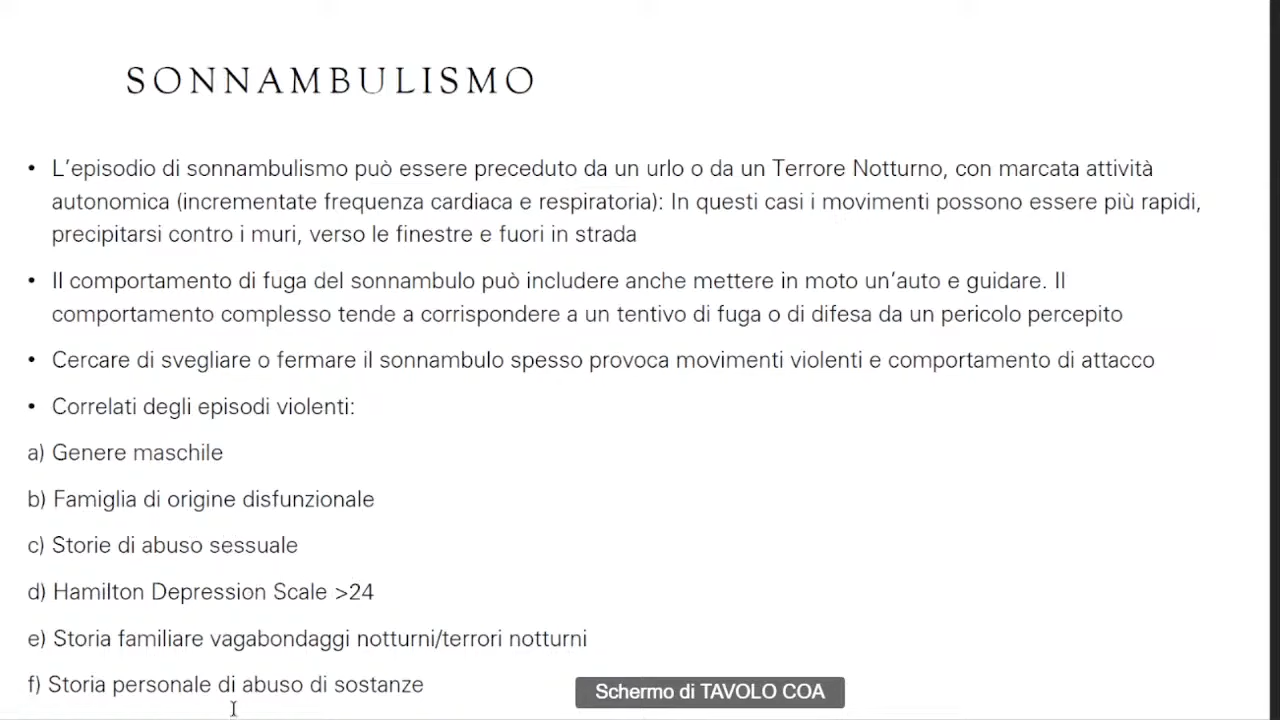 SONNAMBULISMO
• L'episodio di sonnambulismo può essere preceduto da un urlo o da un Terrore Notturno, con marcata attività
autonomica (incrementate frequenza cardiaca e respiratoria): In questi casi i movimenti possono essere più rapidi,
precipitarsi contro i muri, verso le finestre e fuori in strada
• Il comportamento di fuga del sonnambulo può includere anche mettere in moto un'auto e guidare. Il
comportamento complesso tende a corrispondere a un tentivo di fuga o di difesa da un pericolo percepito
• Cercare di svegliare o fermare il sonnambulo spesso provoca movimenti violenti e comportamento di attacco
• Correlati degli episodi violenti:
a) Genere maschile
b) Famiglia di origine disfunzionale
c) Storie di abuso sessuale
d) Hamilton Depression Scale >24
e) Storia familiare vagabondaggi notturni/terrori notturni
f) Storia personale di abuso di sostanze
Schermo di TAVOLO COA